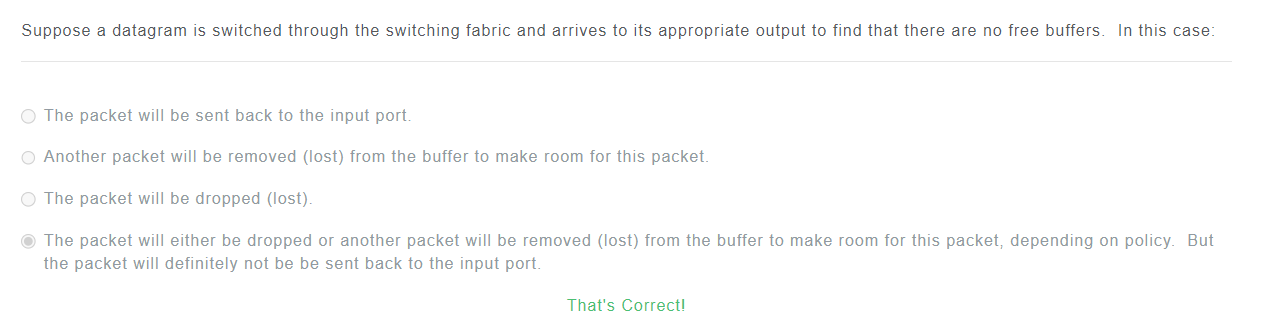 Suppose a datagram is switched through the switching fabric and arrives to its appropriate output to find that there are no free buffers.  In this case:
The packet will be sent back to the input port.
Another packet will be removed (lost) from the buffer to make room for this packet.
The packet will be dropped (lost).
The packet will either be dropped or another packet will be removed (lost) from the buffer to make room for this packet, depending on policy.  But
the packet will definitely not be be sent back to the input port.
That's Correct!